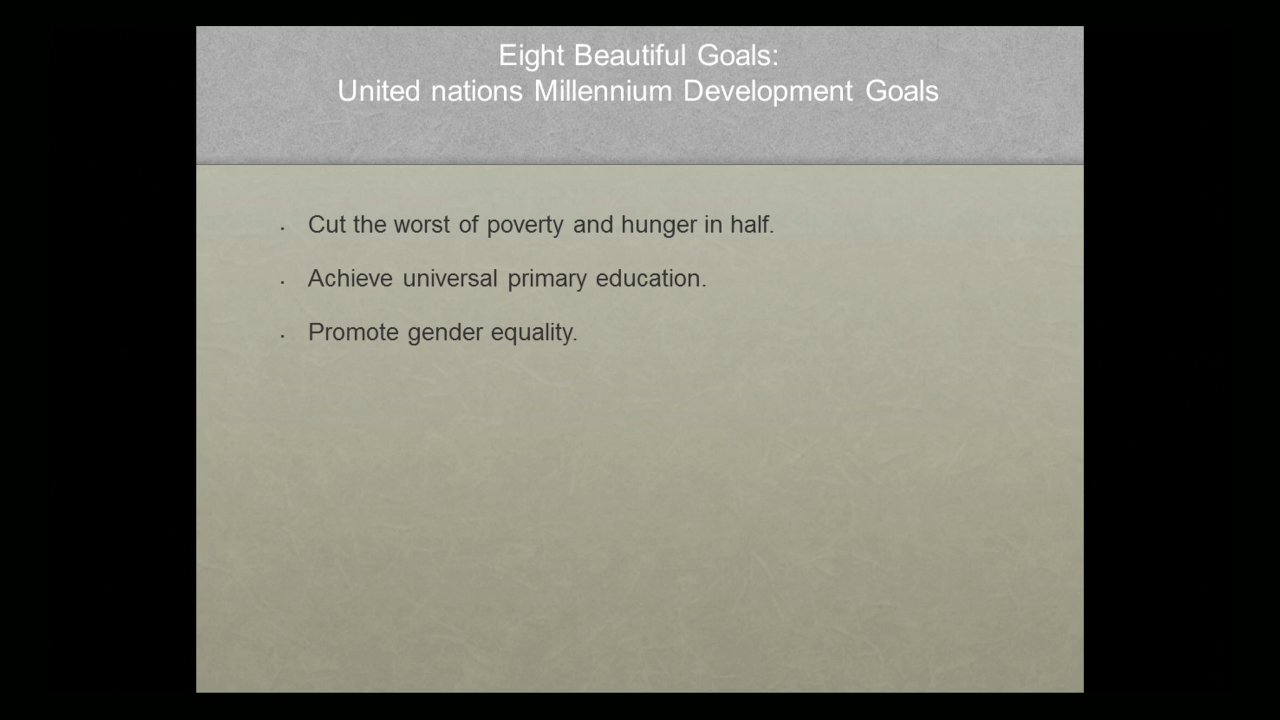 Eight Beautiful Goals:
United nations Millennium Development Goals
· Cut the worst of poverty and hunger in half.
· Achieve universal primary education.
· Promote gender equality.